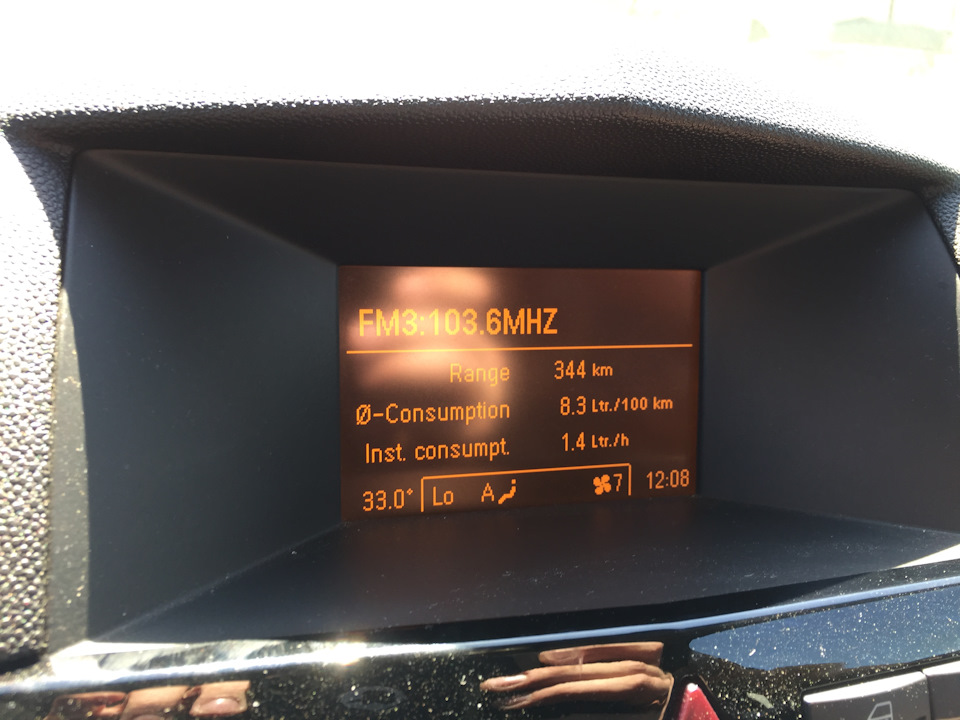 FM3:103.6MHZ
Range 344 km
Ø-Consumption 8.3 Ltr./100 km
Inst. consumpt. 1.4 Ltr./h
33.0° Lo A 7 12:08